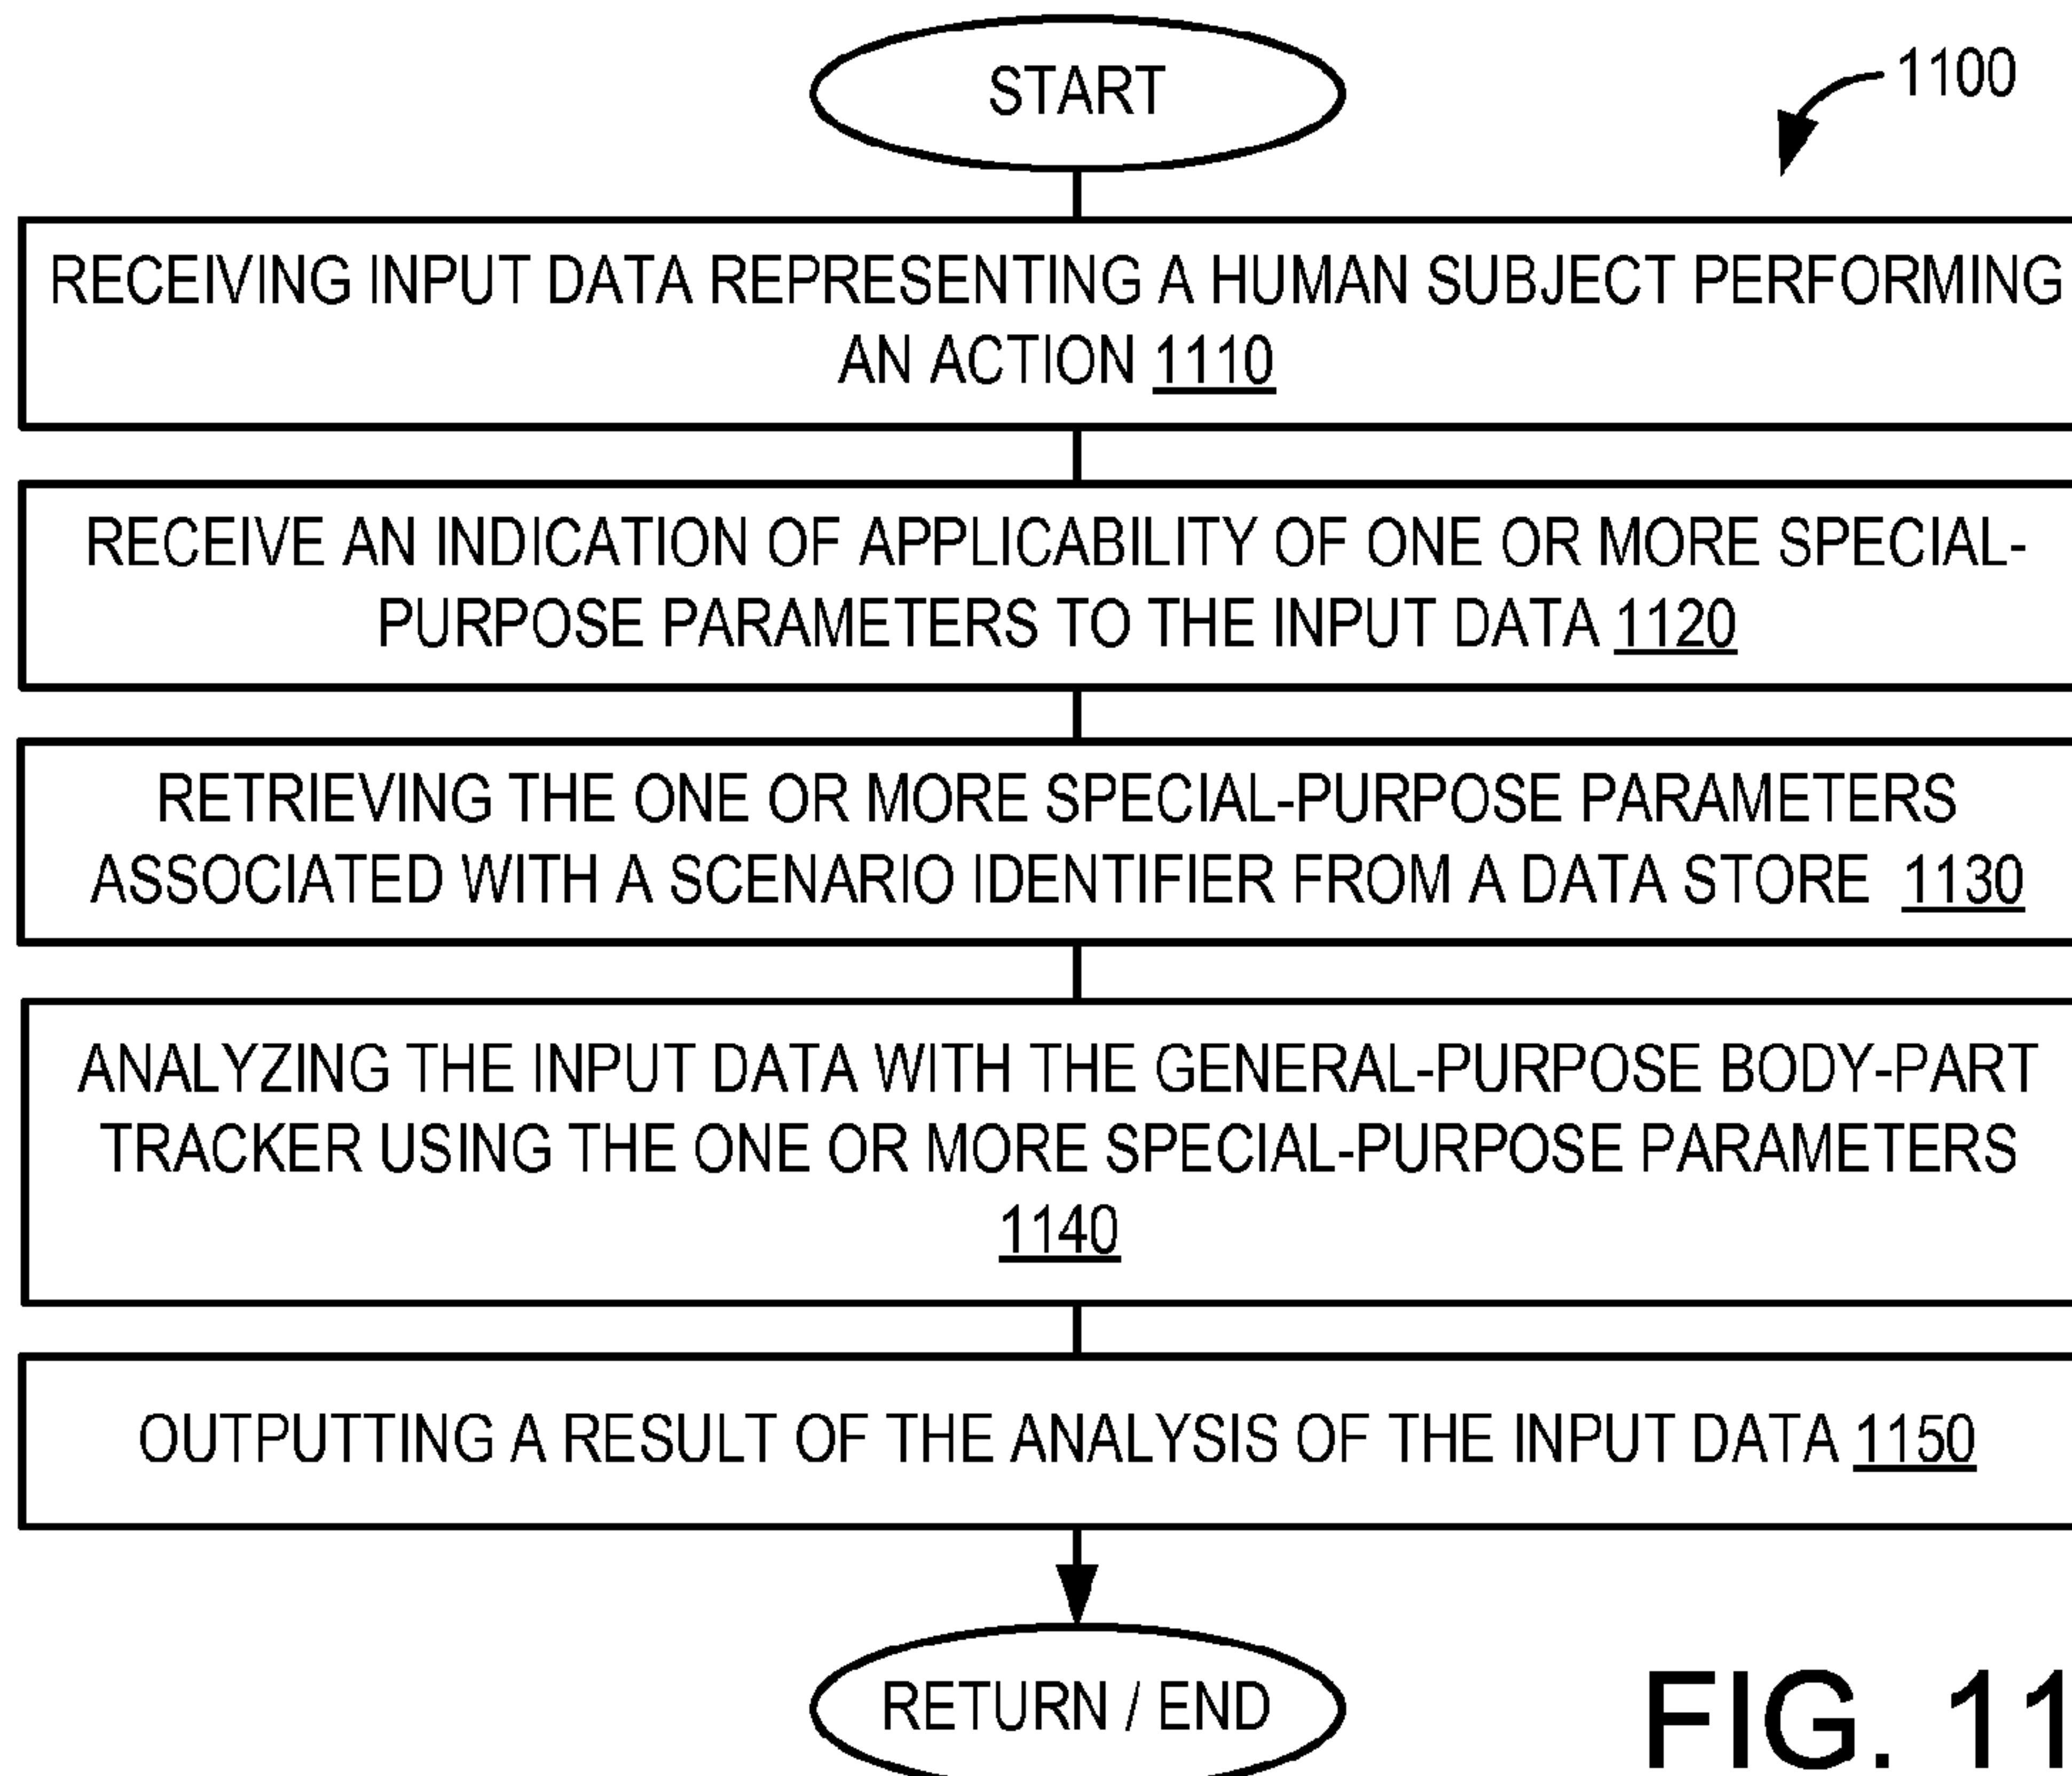 START
1100
RECEIVING INPUT DATA REPRESENTING A HUMAN SUBJECT PERFORMING
AN ACTION 1110
RECEIVE AN INDICATION OF APPLICABILITY OF ONE OR MORE SPECIAL-
PURPOSE PARAMETERS TO THE INPUT DATA 1120
RETRIEVING THE ONE OR MORE SPECIAL-PURPOSE PARAMETERS
ASSOCIATED WITH A SCENARIO IDENTIFER FROM A DATA STORE 1130
ANALYZING THE INPUT DATA WITH THE GENERAL-PURPOSE BODY-PART
TRACKER USING THE ONE OR MORE SPECIAL-PURPOSE PARAMETERS
1140
OUTPUTTING A RESULT OF THE ANALYSIS OF THE INPUT DATA 1150
RETURN / END
FIG. 11